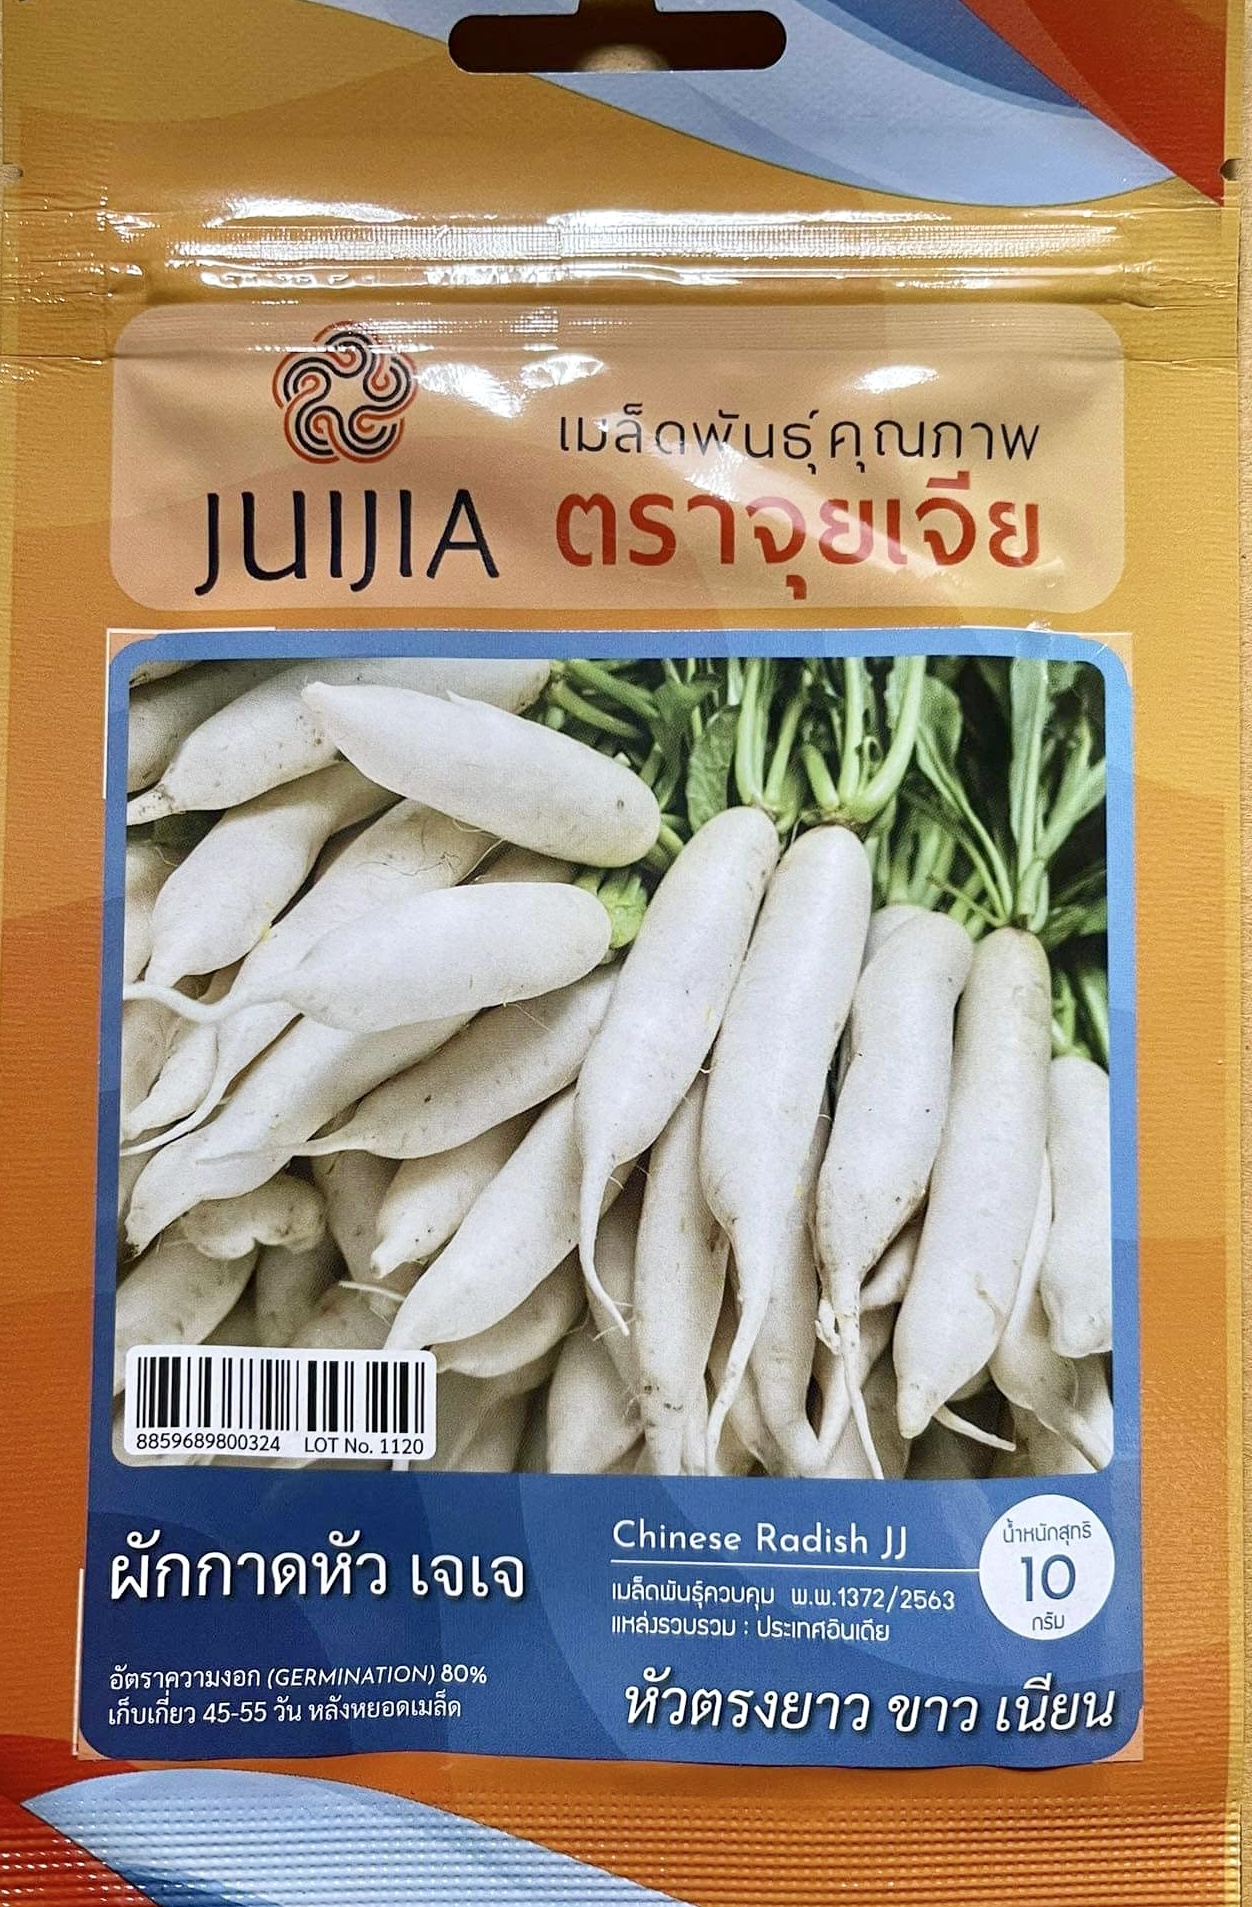 JUIJIA
เมล็ดพันธุ์คุณภาพ
ตราจุยเจีย
8859689800324 LOT No. 1120
ผักกาดหัว เจเจ
Chinese Radish JJ
เมล็ดพันธุ์ควบคุม พ.พ.1372/2563
แหล่งรวบรวม : ประเทศอินเดีย
น้ำหนักสุทธิ
10
กรัม
อัตราความงอก (GERMINATION) 80%
เก็บเกี่ยว 45-55 วัน หลังหยอดเมล็ด
หัวตรงยาว ขาว เนียน